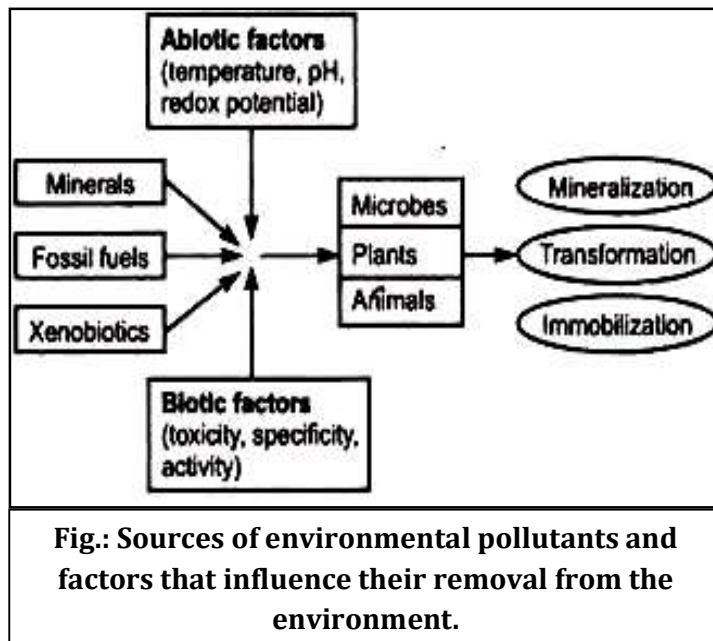 Abiotic factors
(temperature, pH,
redox potential)
Minerals
Fossil fuels
Xenobiotics
Microbes
Plants
Animals
Mineralization
Transformation
Immobilization
Biotic factors
(toxicity, specificity,
activity)
Fig.: Sources of environmental pollutants and
factors that influence their removal from the
environment.